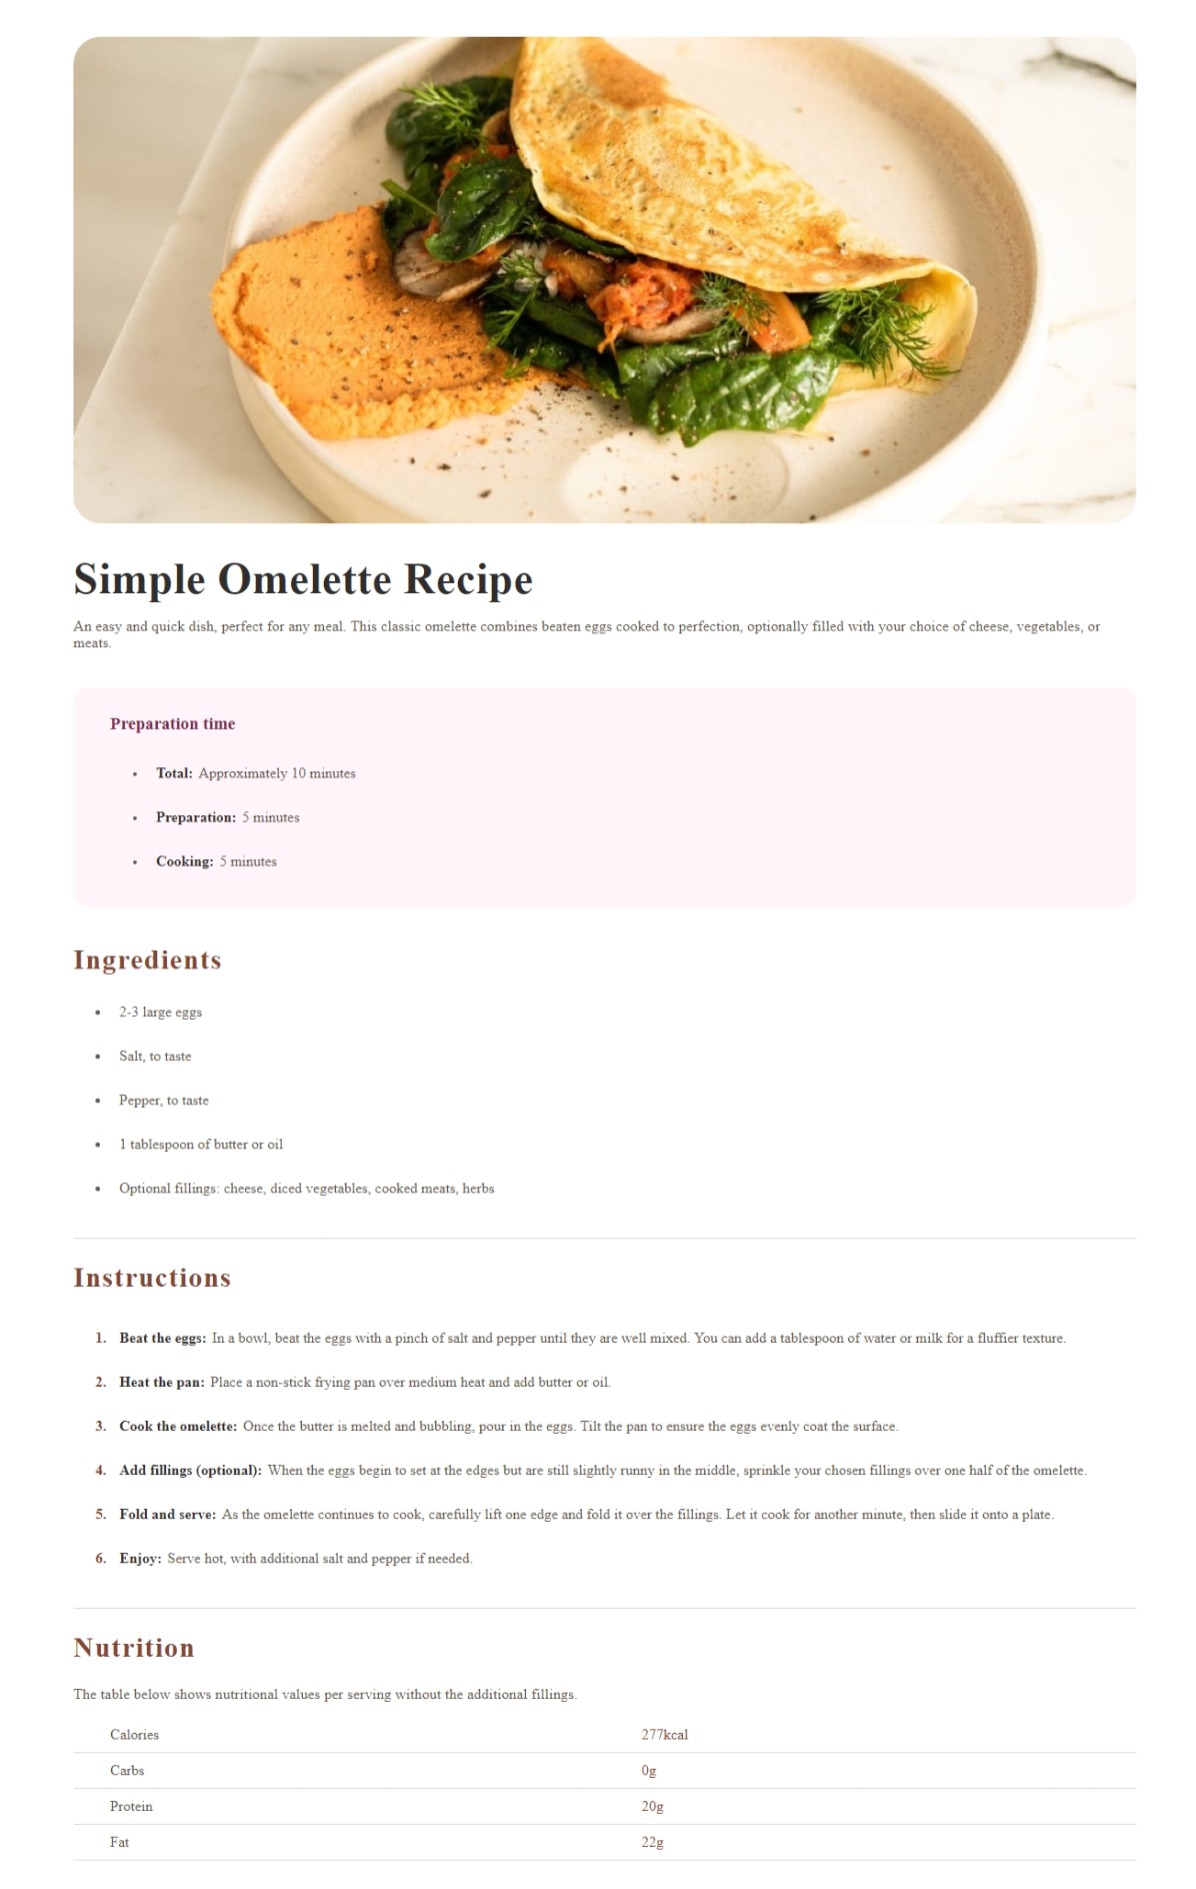 Simple Omelette Recipe
An easy and quick dish, perfect for any meal. This classic omelette combines beaten eggs cooked to perfection, optionally filled with your choice of cheese, vegetables, or
meats.
Preparation time
• Total: Approximately 10 minutes
• Preparation: 5 minutes
• Cooking: 5 minutes
Ingredients
• 2-3 large eggs
• Salt, to taste
• Pepper, to taste
• 1 tablespoon of butter or oil
• Optional fillings: cheese, diced vegetables, cooked meats, herbs
Instructions
1. Beat the eggs: In a bowl, beat the eggs with a pinch of salt and pepper until they are well mixed. You can add a tablespoon of water or milk for a fluffier texture.
2. Heat the pan: Place a non-stick frying pan over medium heat and add butter or oil.
3. Cook the omelette: Once the butter is melted and bubbling, pour in the eggs. Tilt the pan to ensure the eggs evenly coat the surface.
4. Add fillings (optional): When the eggs begin to set at the edges but are still slightly runny in the middle, sprinkle your chosen fillings over one half of the omelette.
5. Fold and serve: As the omelette continues to cook, carefully lift one edge and fold it over the fillings. Let it cook for another minute, then slide it onto a plate.
6. Enjoy: Serve hot, with additional salt and pepper if needed.
Nutrition
The table below shows nutritional values per serving without the additional fillings.
Calories 277kcal
Carbs 0g
Protein 20g
Fat 22g